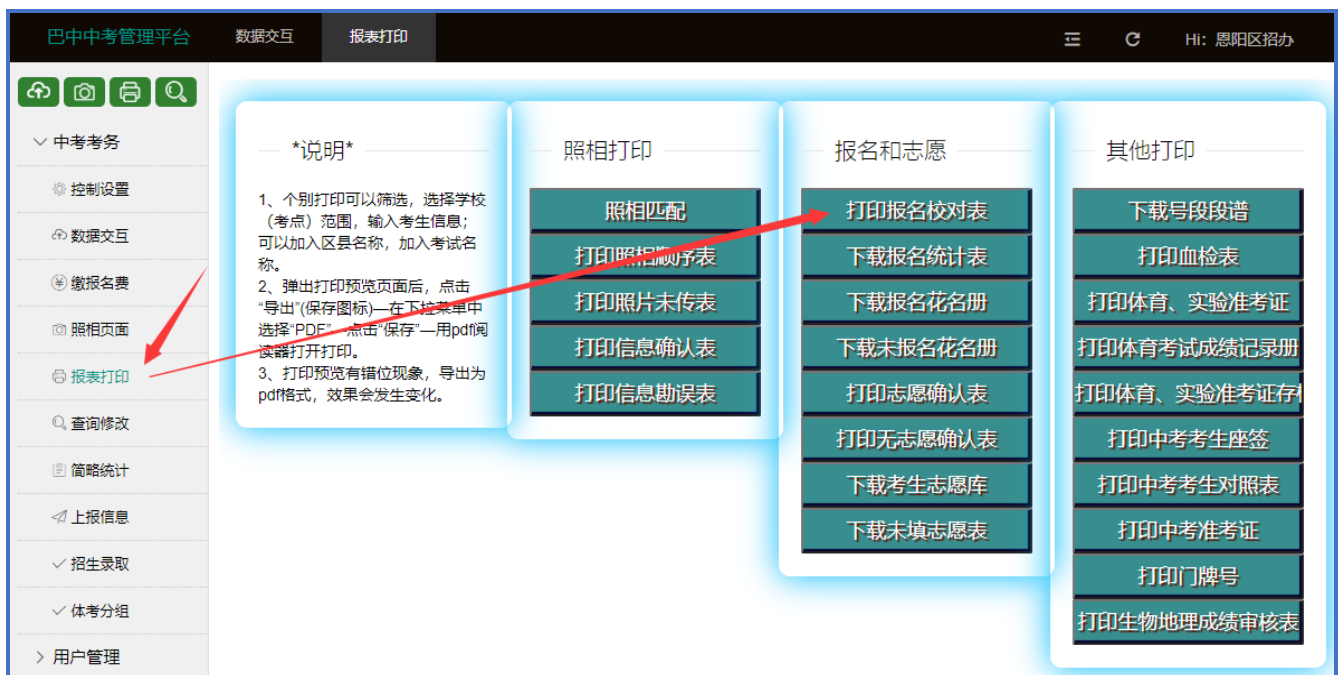 巴中中考管理平台
数据交互
报表打印
Hi: 恩阳区招办
中考考务
控制设置
数据交互
缴报名费
照相页面
报表打印
查询修改
简略统计
上报信息
招生录取
体考分组
用户管理
*说明*
1、个别打印可以筛选，选择学校
（考点）范围，输入考生信息；
可以加入区县名称，加入考试名
称。
2、弹出打印预览页面后，点击
“导出”(保存图标)—在下拉菜单中
选择“PDF”—点击“保存”—用pdf阅
读器打开打印。
3、打印预览有错位现象，导出为
pdf格式，效果会发生变化。
照相打印
照相匹配
打印照相顺序表
打印照片未传表
打印信息确认表
打印信息勘误表
报名和志愿
打印报名校对表
下载报名统计表
下载报名花名册
下载未报名花名册
打印志愿确认表
打印无志愿确认表
下载考生志愿库
下载未填志愿表
其他打印
下载号段段谱
打印血检表
打印体育、实验准考证
打印体育考试成绩记录册
打印体育、实验准考证存
打印中考考生座签
打印中考考生对照表
打印中考准考证
打印门牌号
打印生物地理成绩审核表